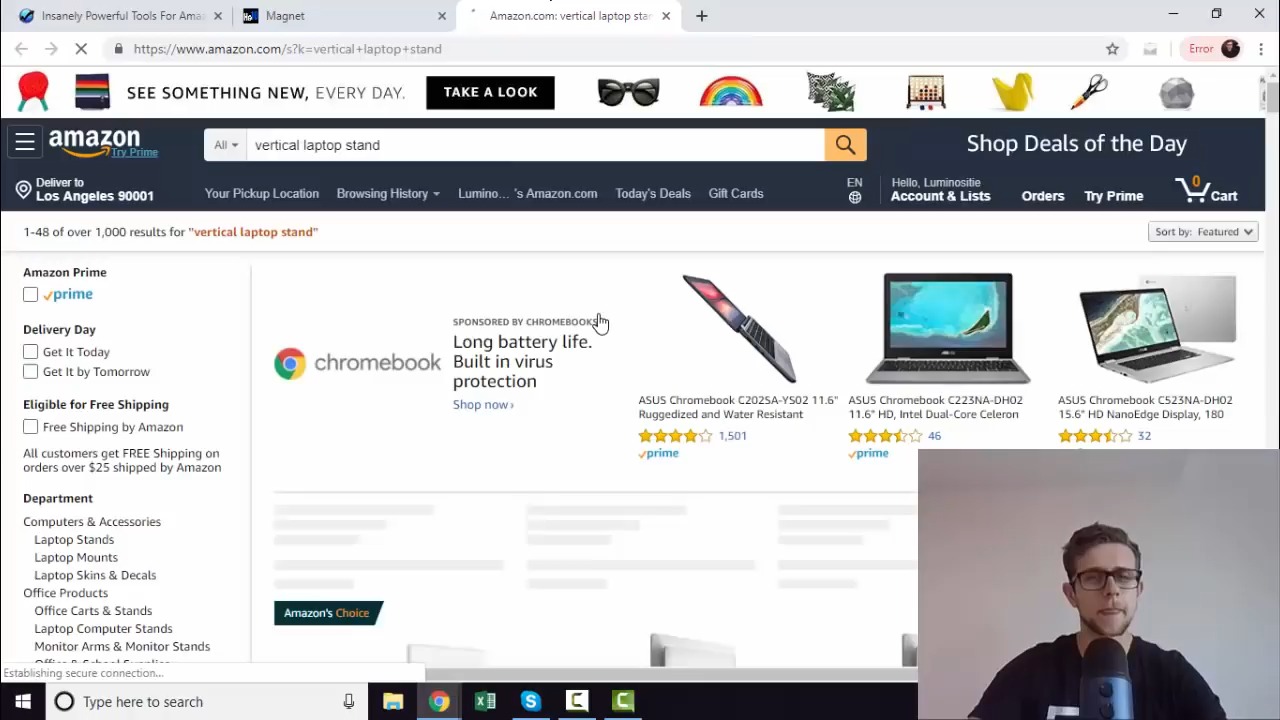 Insanely Powerful Tools For Ama
Magnet
Amazon.com: vertical laptop sta
https://www.amazon.com/s?k=vertical+laptop+stand
Error
SEE SOMETHING NEW, EVERY DAY.
TAKE A LOOK
amazon
Try Prime
All
vertical laptop stand
Shop Deals of the Day
Deliver to
Los Angeles 90001
Your Pickup Location
Browsing History
Lumino... 's Amazon.com
Today's Deals
Gift Cards
EN
Hello, Luminositie
Account & Lists
Orders
Try Prime
0
Cart
1-48 of over 1,000 results for "vertical laptop stand"
Sort by: Featured
Amazon Prime
prime
Delivery Day
Get It Today
Get It by Tomorrow
Eligible for Free Shipping
Free Shipping by Amazon
All customers get FREE Shipping on
orders over $25 shipped by Amazon
Department
Computers & Accessories
Laptop Stands
Laptop Mounts
Laptop Skins & Decals
Office Products
Office Carts & Stands
Laptop Computer Stands
Monitor Arms & Monitor Stands
chromebook
SPONSORED BY CHROMEBOOKS
Long battery life.
Built in virus
protection
Shop now ›
ASUS Chromebook C202SA-YS02 11.6"
Ruggedized and Water Resistant
1,501
prime
ASUS Chromebook C223NA-DH02
11.6" HD, Intel Dual-Core Celeron
46
prime
ASUS Chromebook C523NA-DH02
15.6" HD NanoEdge Display, 180
32
Amazon's Choice
Establishing secure connection...
Type here to search